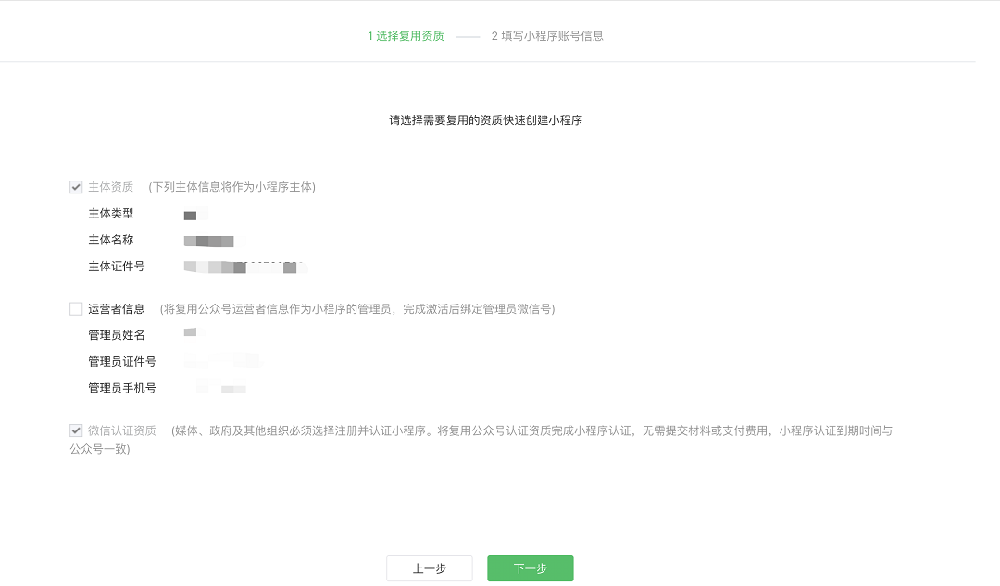 1 选择复用资质 2 填写小程序账号信息
请选择需要复用的资质快速创建小程序
主体资质 (下列主体信息将作为小程序主体)
主体类型
主体名称
主体证件号
运营者信息 (将复用公众号运营者信息作为小程序的管理员，完成激活后绑定管理员微信号)
管理员姓名
管理员证件号
管理员手机号
微信认证资质 (媒体、政府及其他组织必须选择注册并认证小程序。将复用公众号认证资质完成小程序认证，无需提交材料或支付费用，小程序认证到期时间与
公众号一致)
上一步 下一步